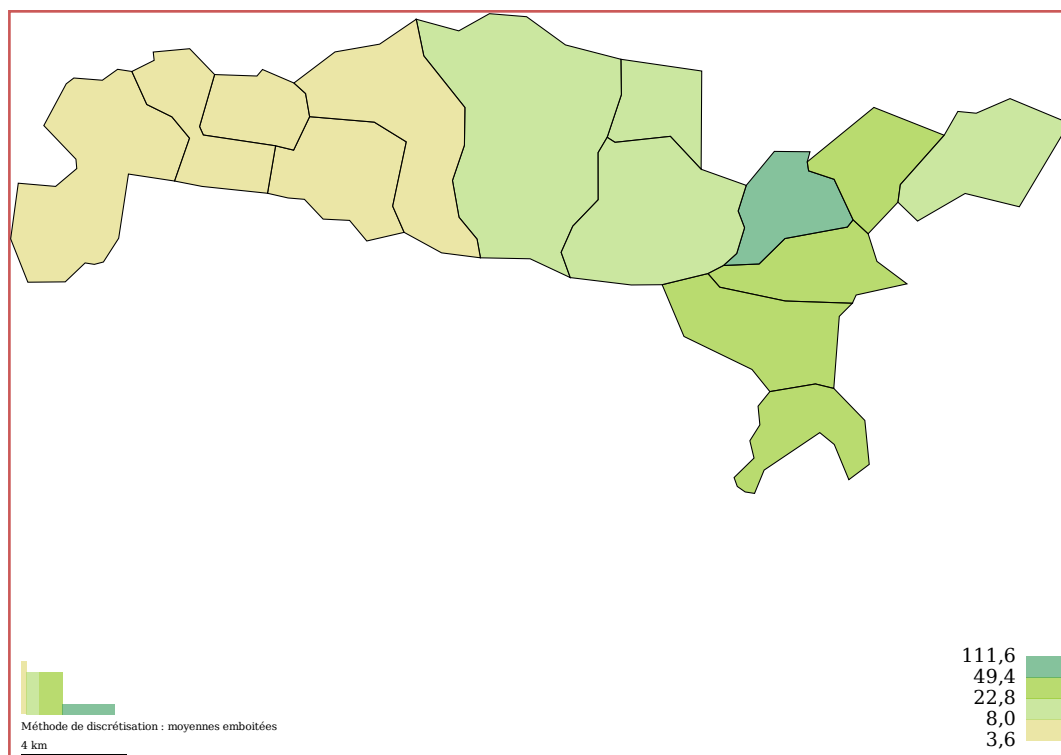 111,6
49,4
22,8
8,0
3,6
Méthode de discrétisation : moyennes emboitées
4 km